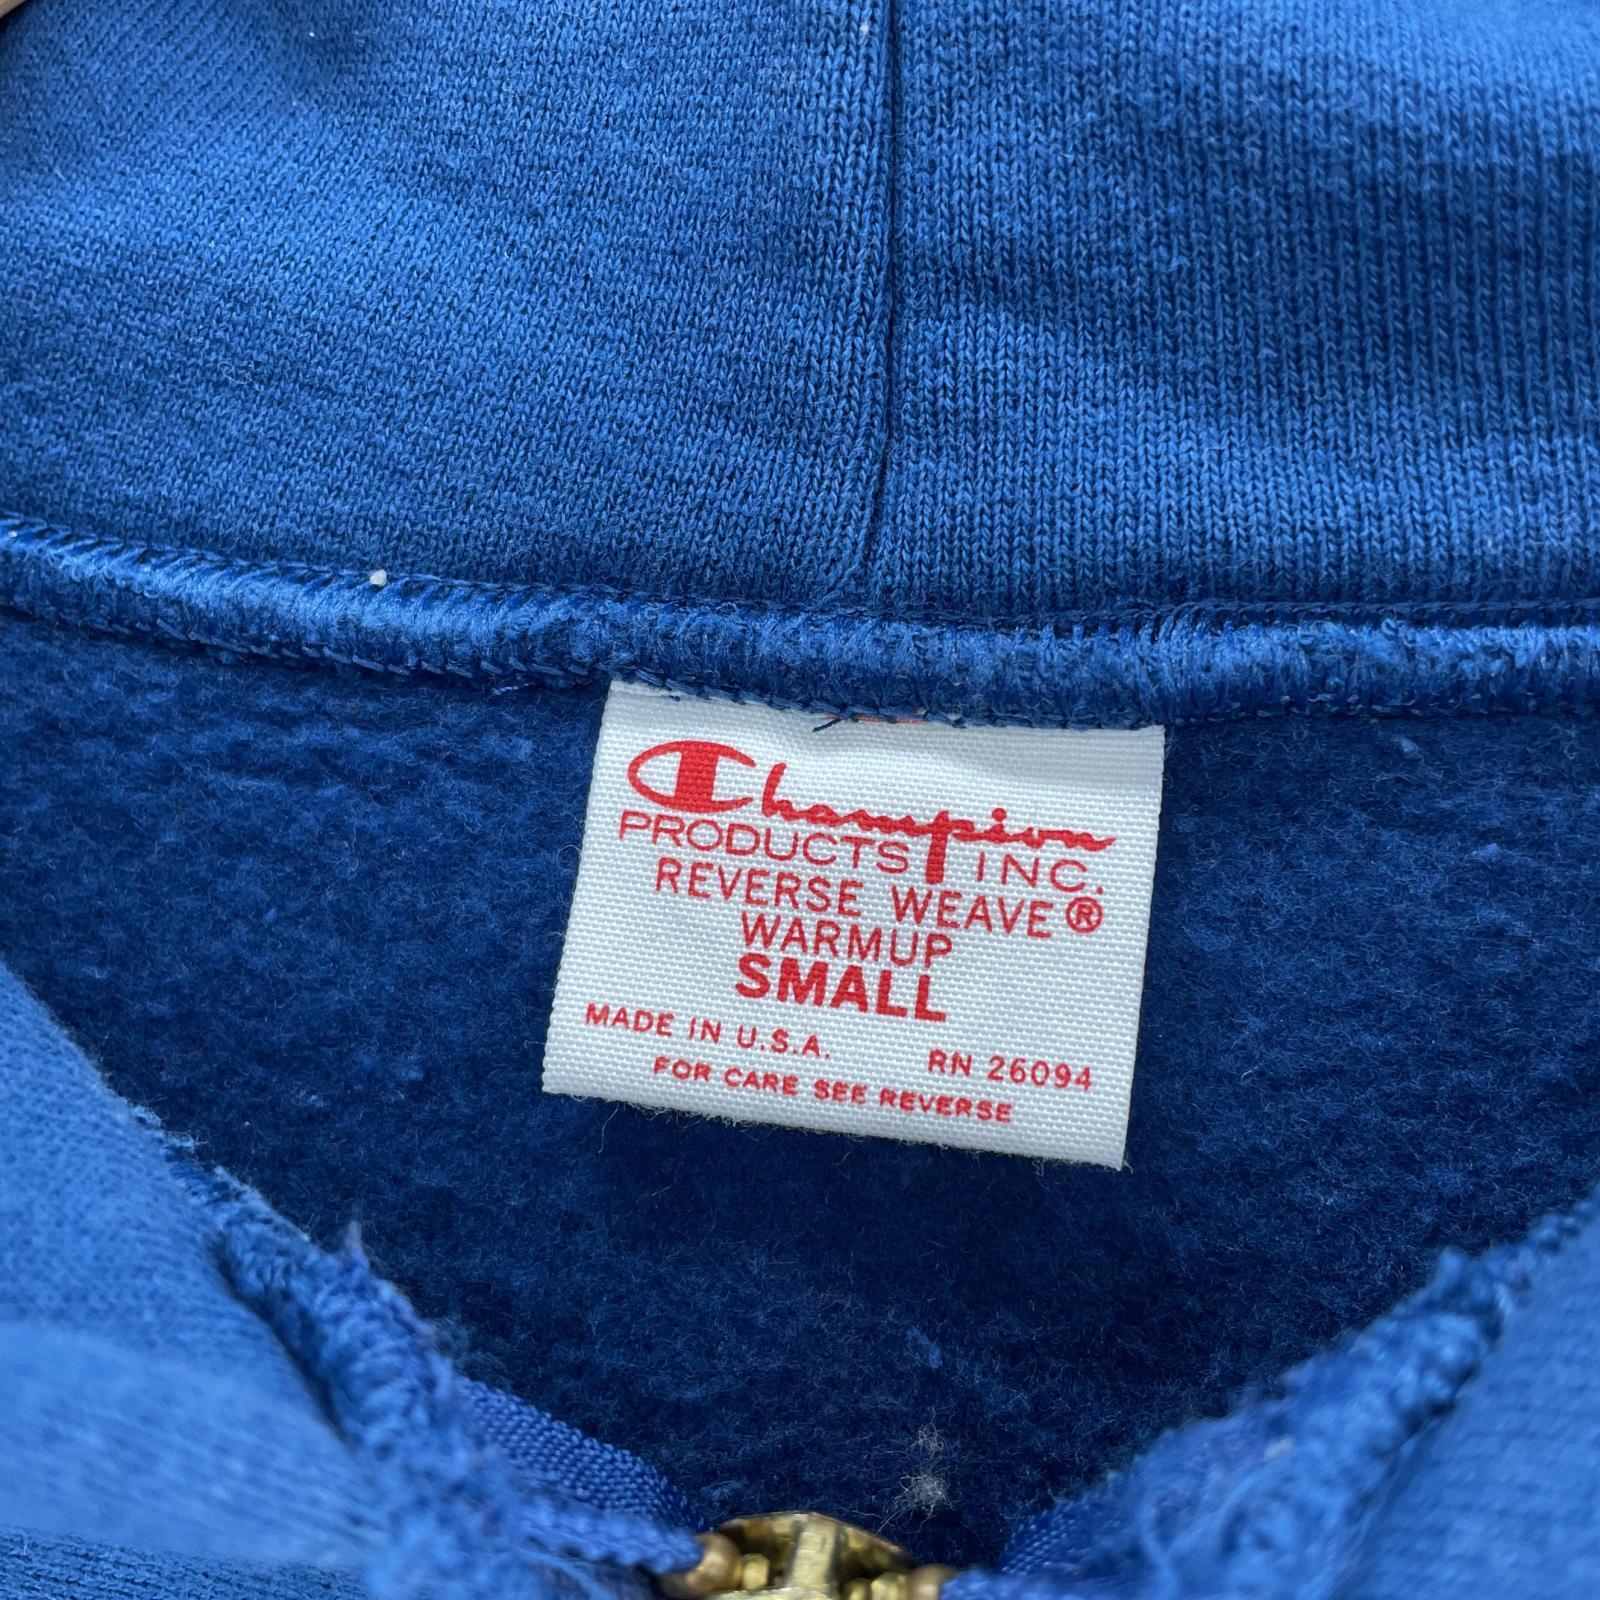 Champion
PRODUCTS INC.
REVERSE WEAVE®
WARMUP
SMALL
MADE IN U.S.A. RN 26094
FOR CARE SEE REVERSE